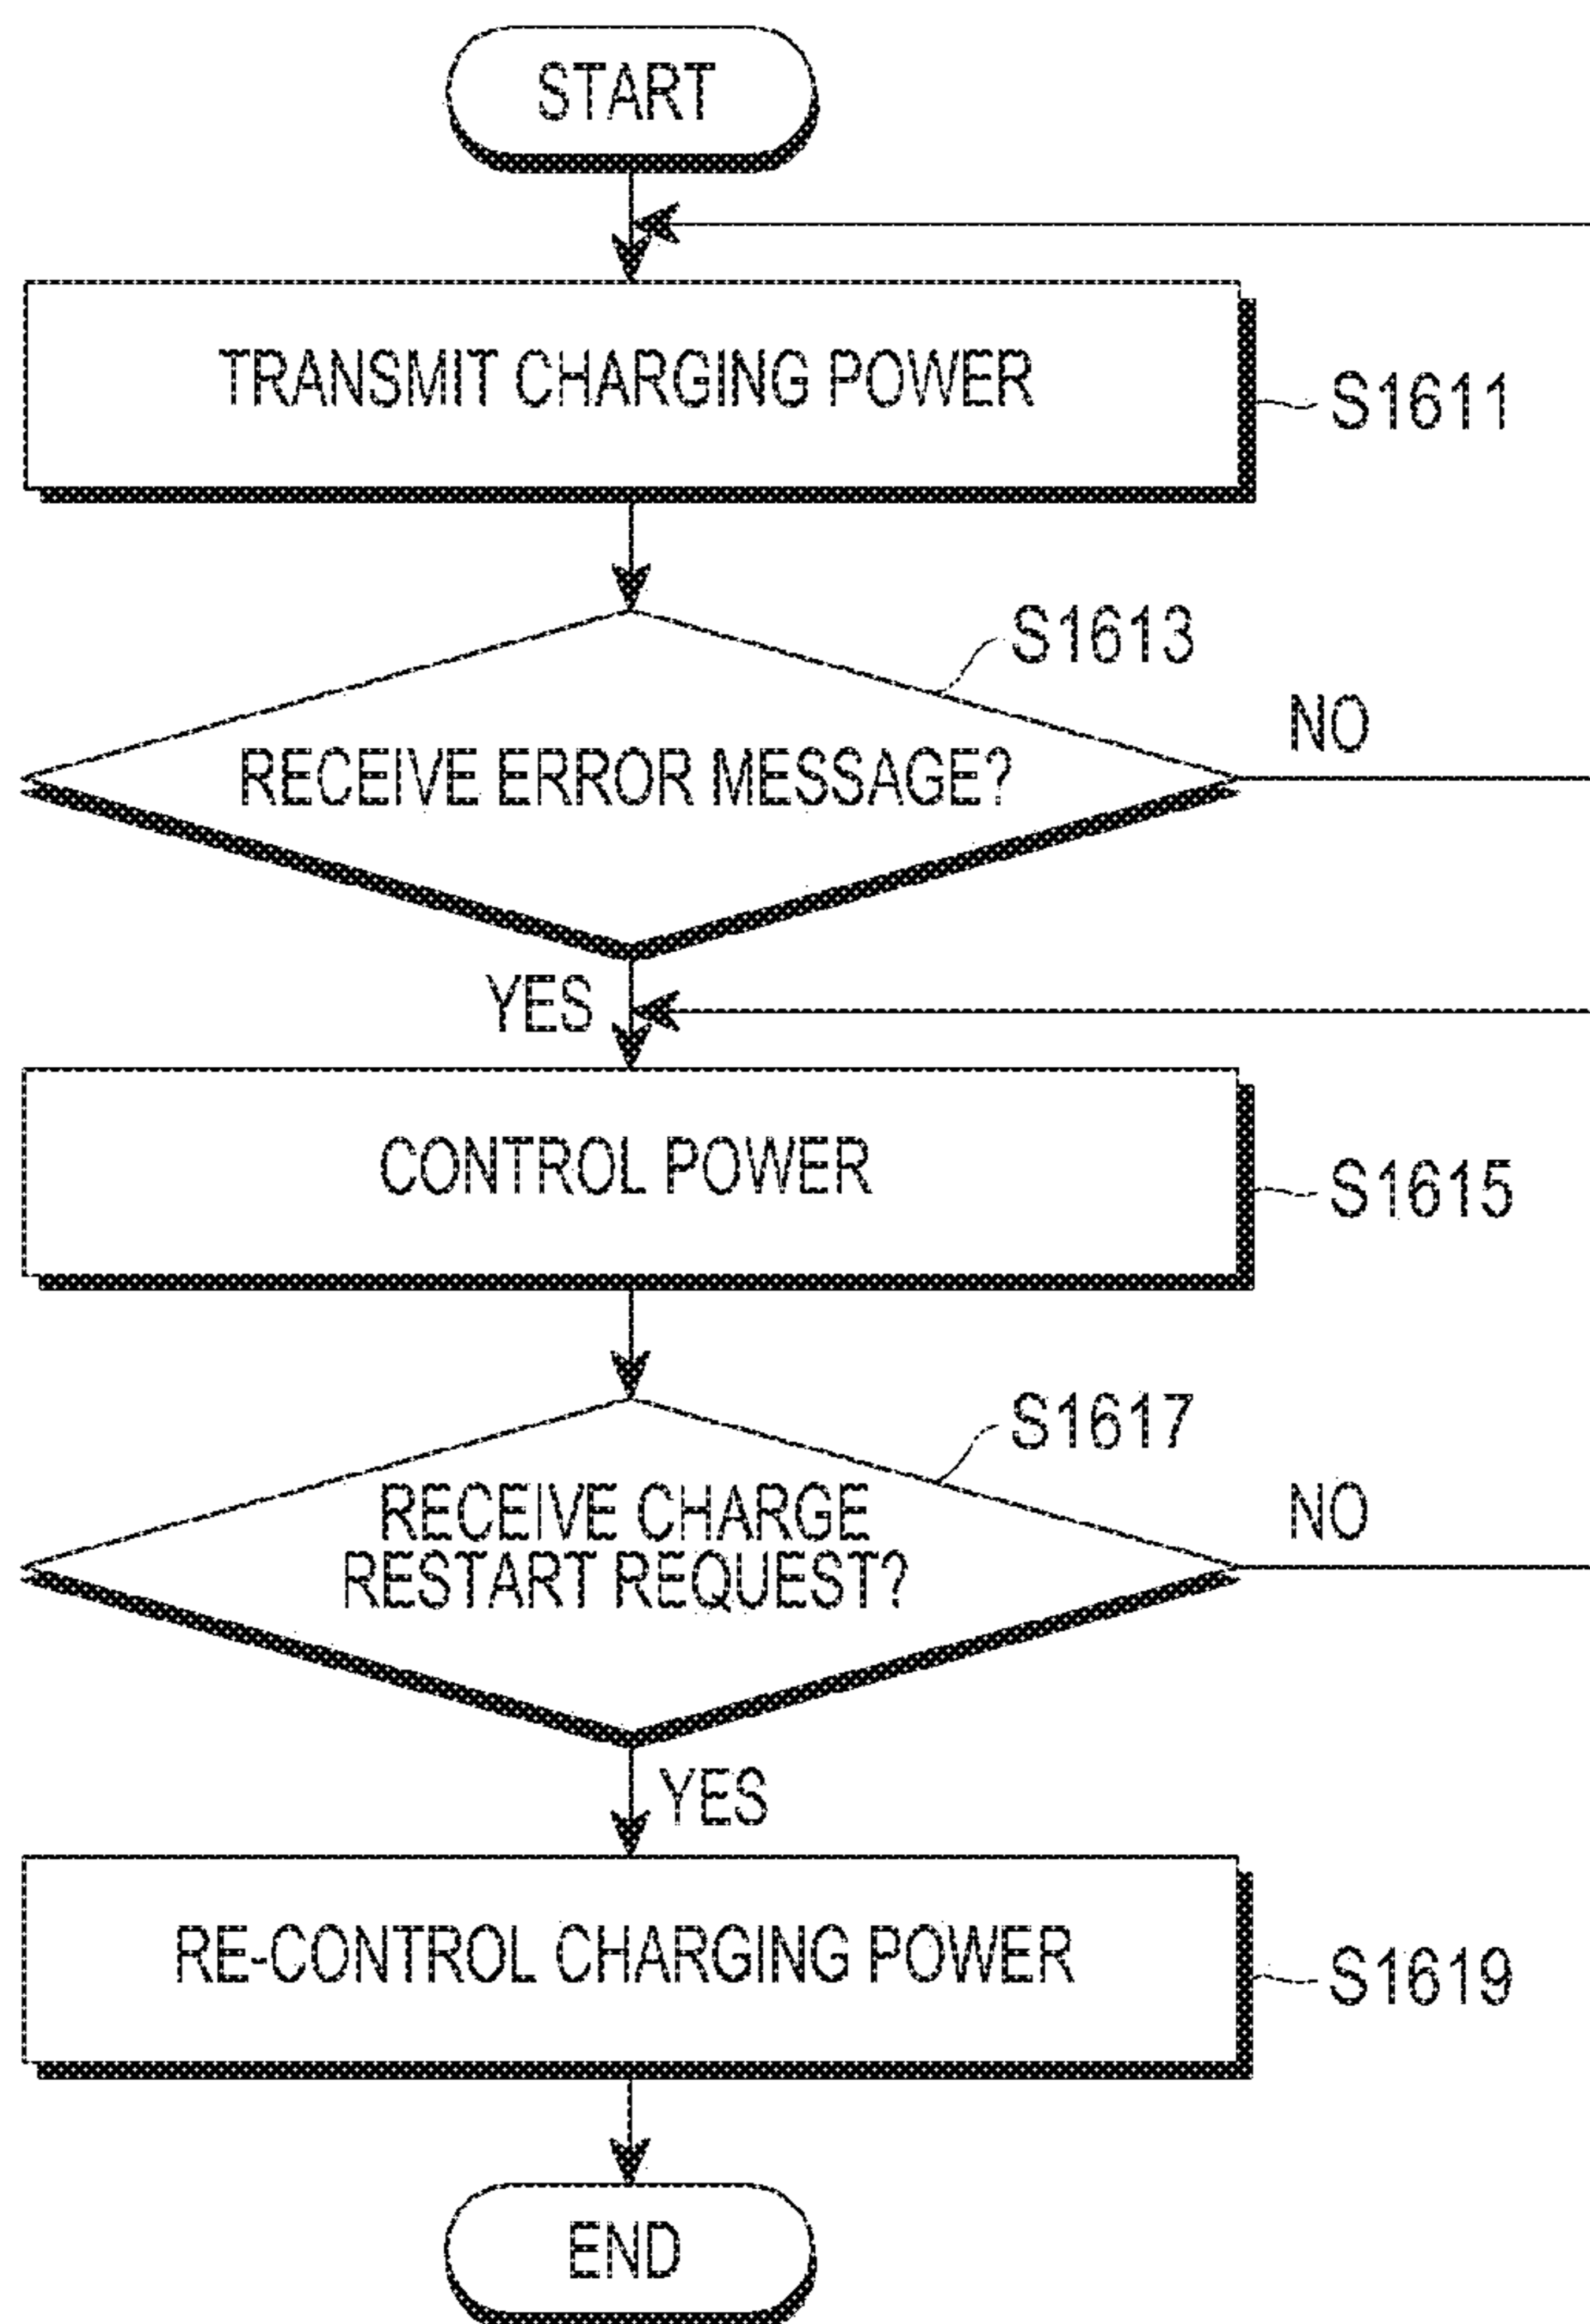 START
TRANSMIT CHARGING POWER
S1611
S1613
RECEIVE ERROR MESSAGE?
NO
YES
CONTROL POWER
S1615
S1617
RECEIVE CHARGE
RESTART REQUEST?
NO
YES
RE-CONTROL CHARGING POWER
S1619
END